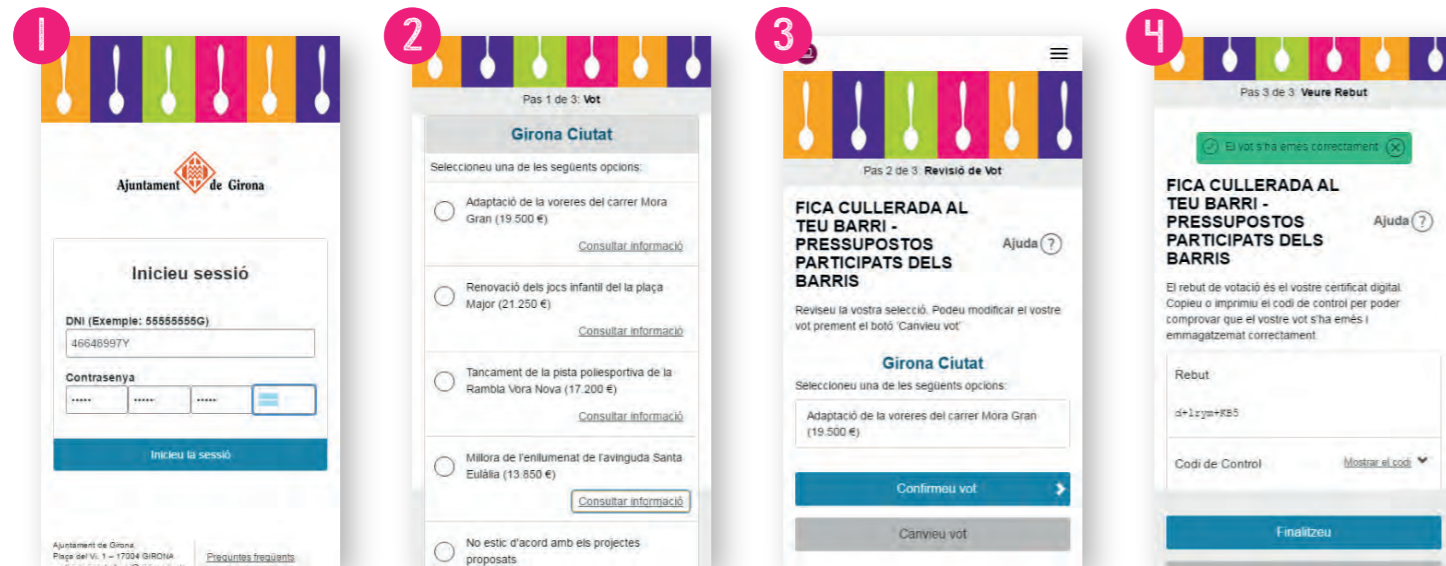 1
Ajuntament de Girona
Inicieu sessió
DNI (Exemple: 55555555G)
46648997Y
Contrasenya
•••••
•••••
•••••
Inicieu la sessió
Ajuntament de Girona.
Plaça del Vi, 1 – 17004 GIRONA
Preguntes freqüents
2
Pas 1 de 3: Vot
Girona Ciutat
Seleccioneu una de les següents opcions:
Adaptació de la voreres del carrer Mora
Gran (19.500 €)
Consultar informació
Renovació dels jocs infantil del la plaça
Major (21.250 €)
Consultar informació
Tancament de la pista poliesportiva de la
Rambla Vora Nova (17.200 €)
Consultar informació
Millora de l'enllumenat de l'avinguda Santa
Eulàlia (13.850 €)
Consultar informació
No estic d'acord amb els projectes
proposats
3
Pas 2 de 3: Revisió de Vot
FICA CULLERADA AL
TEU BARRI -
PRESSUPOSTOS
PARTICIPATS DELS
BARRIS
Ajuda ?
Reviseu la vostra selecció. Podeu modificar el vostre
vot prement el botó 'Canvieu vot'
Girona Ciutat
Seleccioneu una de les següents opcions:
Adaptació de la voreres del carrer Mora Gran
(19.500 €)
Confirmeu vot
Canvieu vot
4
Pas 3 de 3: Veure Rebut
El vot s'ha emès correctament
FICA CULLERADA AL
TEU BARRI -
PRESSUPOSTOS
PARTICIPATS DELS
BARRIS
Ajuda ?
El rebut de votació és el vostre certificat digital.
Copieu o imprimiu el codi de control per poder
comprovar que el vostre vot s'ha emès i
emmagatzemat correctament
Rebut
d+lrym+KB5
Codi de Control
Mostrar el codi
Finalitzeu